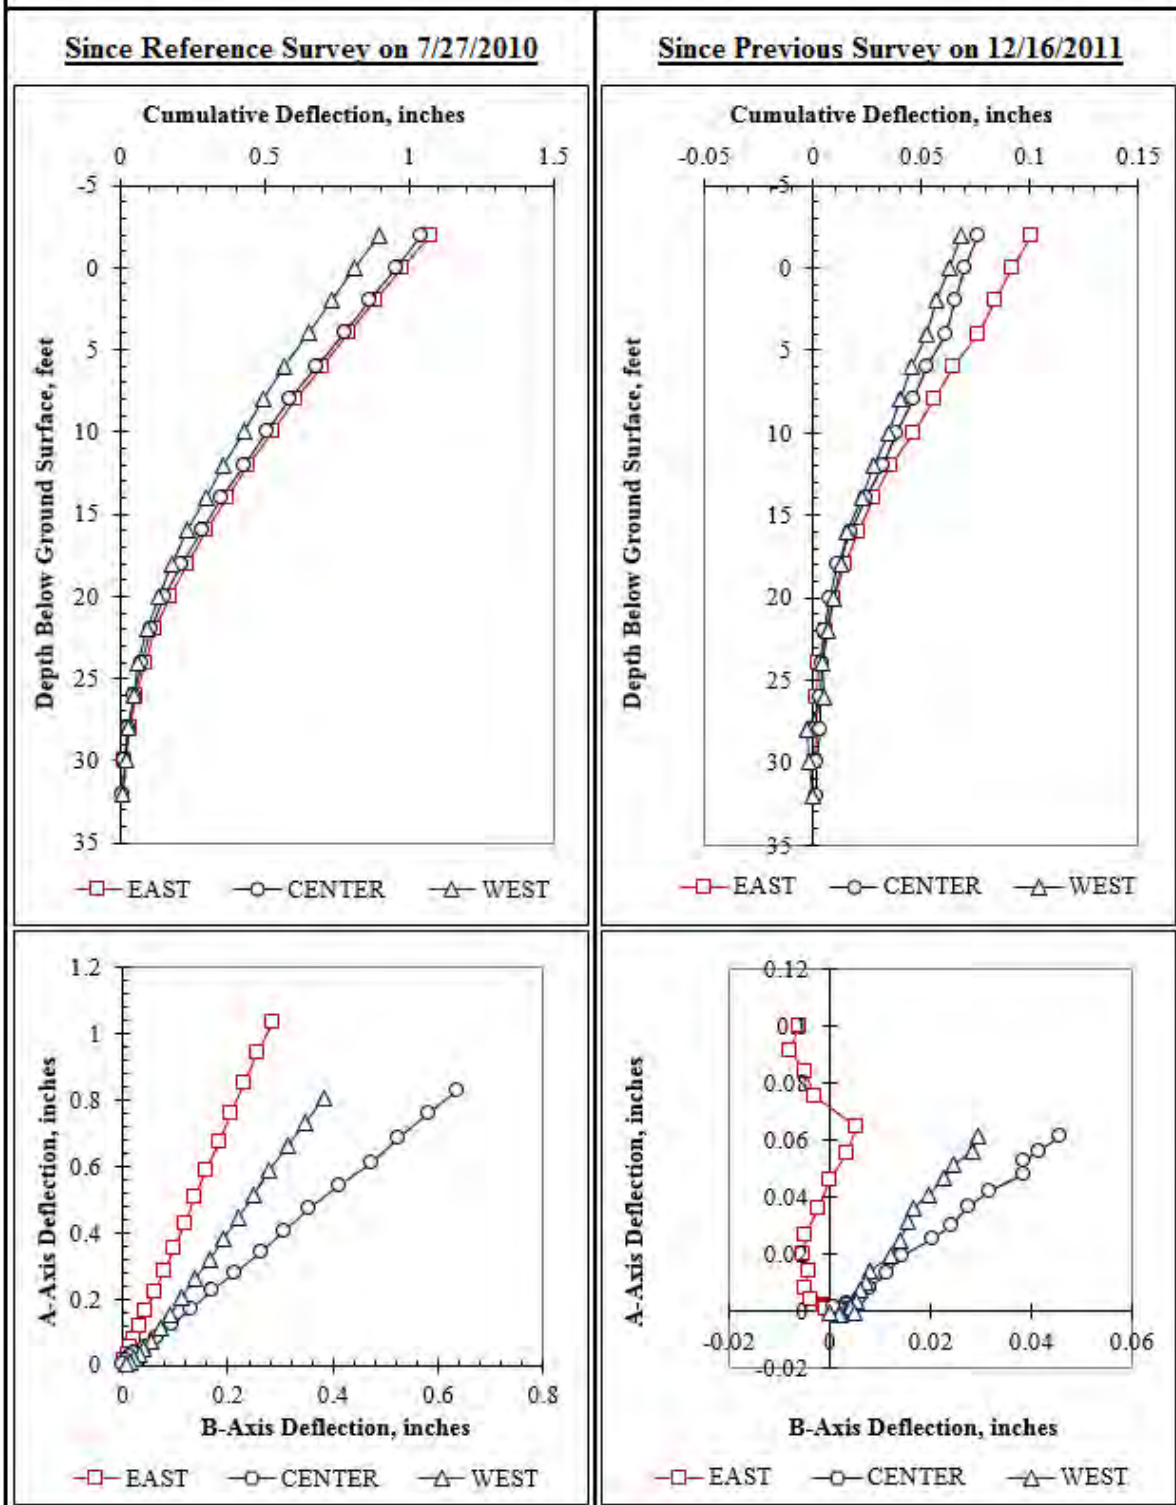 Since Reference Survey on 7/27/2010
Cumulative Deflection, inches
0 0.5 1 1.5
-5
0
5
10
15
20
25
30
35
Depth Below Ground Surface, feet
EAST CENTER WEST
Since Previous Survey on 12/16/2011
Cumulative Deflection, inches
-0.05 0 0.05 0.1 0.15
-5
0
5
10
15
20
25
30
35
Depth Below Ground Surface, feet
EAST CENTER WEST
1.2
1
0.8
0.6
0.4
0.2
0
A-Axis Deflection, inches
0 0.2 0.4 0.6 0.8
B-Axis Deflection, inches
EAST CENTER WEST
0.12
0.1
0.08
0.06
0.04
0.02
0
-0.02
A-Axis Deflection, inches
-0.02 0 0.02 0.04 0.06
B-Axis Deflection, inches
EAST CENTER WEST